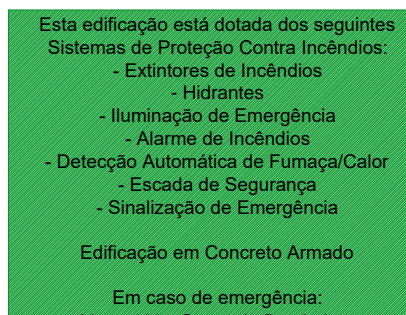 Esta edificação está dotada dos seguintes
Sistemas de Proteção Contra Incêndios:
- Extintores de Incêndios
- Hidrantes
- Iluminação de Emergência
- Alarme de Incêndios
- Detecção Automática de Fumaça/Calor
- Escada de Segurança
- Sinalização de Emergência
Edificação em Concreto Armado
Em caso de emergência: